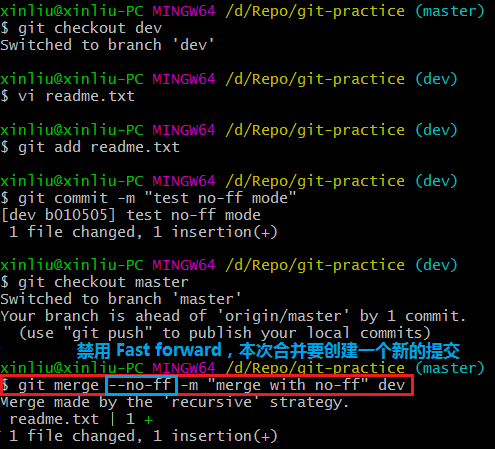 xinliu@xinliu-PC MINGW64 /d/Repo/git-practice (master)
$ git checkout dev
Switched to branch 'dev'
xinliu@xinliu-PC MINGW64 /d/Repo/git-practice (dev)
$ vi readme.txt
xinliu@xinliu-PC MINGW64 /d/Repo/git-practice (dev)
$ git add readme.txt
xinliu@xinliu-PC MINGW64 /d/Repo/git-practice (dev)
$ git commit -m "test no-ff mode"
[dev b010505] test no-ff mode
1 file changed, 1 insertion(+)
xinliu@xinliu-PC MINGW64 /d/Repo/git-practice (dev)
$ git checkout master
Switched to branch 'master'
Your branch is ahead of 'origin/master' by 1 commit.
(use "git push" to publish your local commits)
禁用 Fast forward，本次合并要创建一个新的提交
xinliu@xinliu-PC MINGW64 /d/Repo/git-practice (master)
$ git merge --no-ff -m "merge with no-ff" dev
Merge made by the 'recursive' strategy.
readme.txt | 1 +
1 file changed, 1 insertion(+)